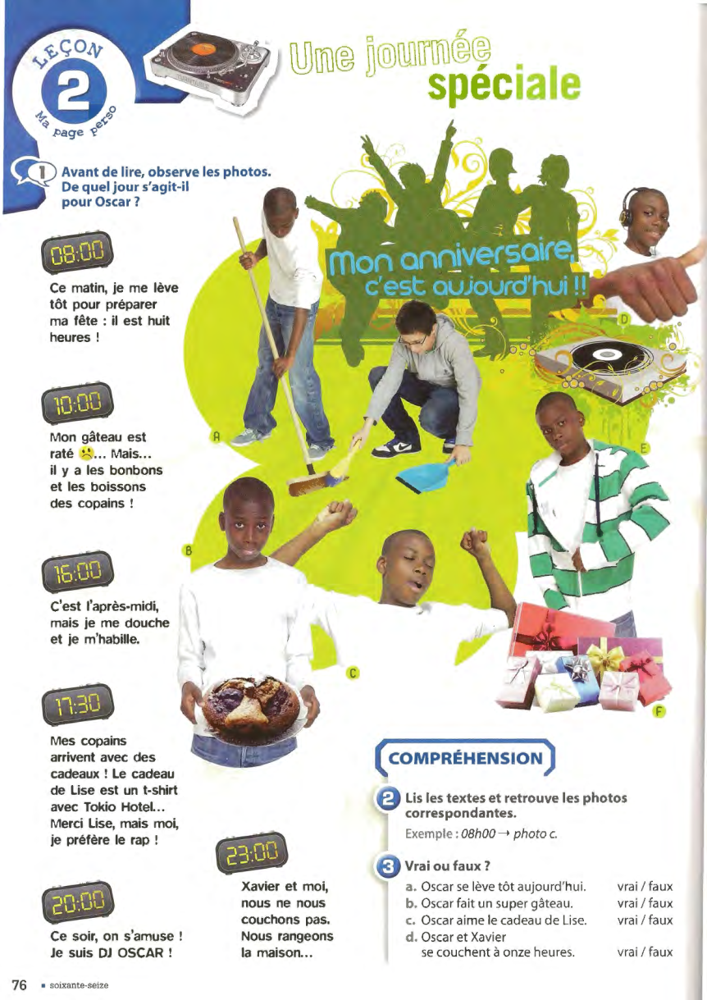 LEÇON
2
Ma page perso
TURNTABLE
Une journée
spéciale
1 Avant de lire, observe les photos.
De quel jour s'agit-il
pour Oscar ?
08:00
Ce matin, je me lève
tôt pour préparer
ma fête : il est huit
heures !
10:00
Mon gâteau est
raté ☹... Mais...
il y a les bonbons
et les boissons
des copains !
16:00
C'est l'après-midi,
mais je me douche
et je m'habille.
17:30
Mes copains
arrivent avec des
cadeaux ! Le cadeau
de Lise est un t-shirt
avec Tokio Hotel...
Merci Lise, mais moi,
je préfère le rap !
20:00
Ce soir, on s'amuse !
Je suis DJ OSCAR !
23:00
Xavier et moi,
nous ne nous
couchons pas.
Nous rangeons
la maison...
Mon anniversaire,
c'est aujourd'hui !!
A
B
C
D
E
F
COMPRÉHENSION
2 Lis les textes et retrouve les photos
correspondantes.
Exemple : 08h00 → photo c.
3 Vrai ou faux ?
a. Oscar se lève tôt aujourd'hui. vrai / faux
b. Oscar fait un super gâteau. vrai / faux
c. Oscar aime le cadeau de Lise. vrai / faux
d. Oscar et Xavier
se couchent à onze heures. vrai / faux
76 ▪ soixante-seize